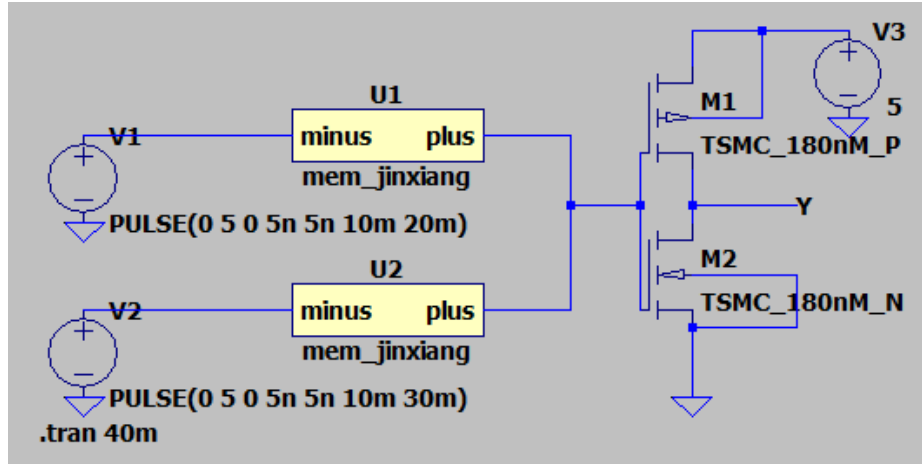 V3
U1
M1
5
V1
minus plus
TSMC_180nM_P
mem_jinxiang
PULSE(0 5 0 5n 5n 10m 20m)
Y
U2
M2
V2
minus plus
TSMC_180nM_N
mem_jinxiang
PULSE(0 5 0 5n 5n 10m 30m)
.tran 40m